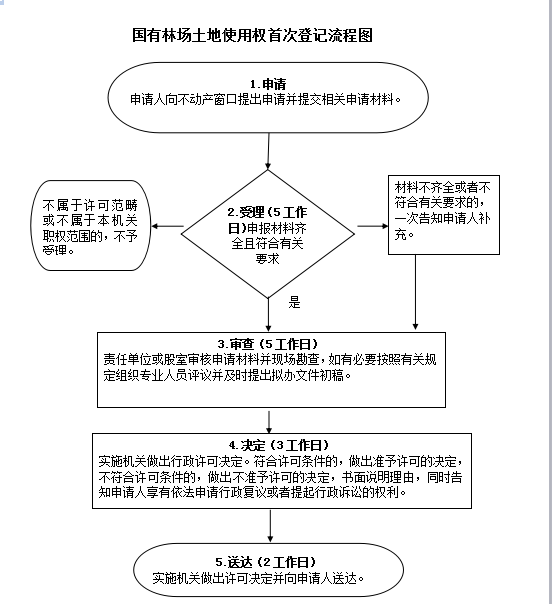 国有林场土地使用权首次登记流程图
1.申请
申请人向不动产窗口提出申请并提交相关申请材料。
不属于许可范畴
或不属于本机关
职权范围的，不予
受理。
2.受理（5工作
日）申报材料齐
全且符合有关
要求
材料不齐全或者不
符合有关要求的，
一次告知申请人补
充。
是
3.审查（5工作日）
责任单位或股室审核申请材料并现场勘查，如有必要按照有关规
定组织专业人员评议并及时提出拟办文件初稿。
4.决定（3工作日）
实施机关做出行政许可决定。符合许可条件的，做出准予许可的决定，
不符合许可条件的，做出不准予许可的决定，书面说明理由，同时告
知申请人享有依法申请行政复议或者提起行政诉讼的权利。
5.送达（2工作日）
实施机关做出许可决定并向申请人送达。